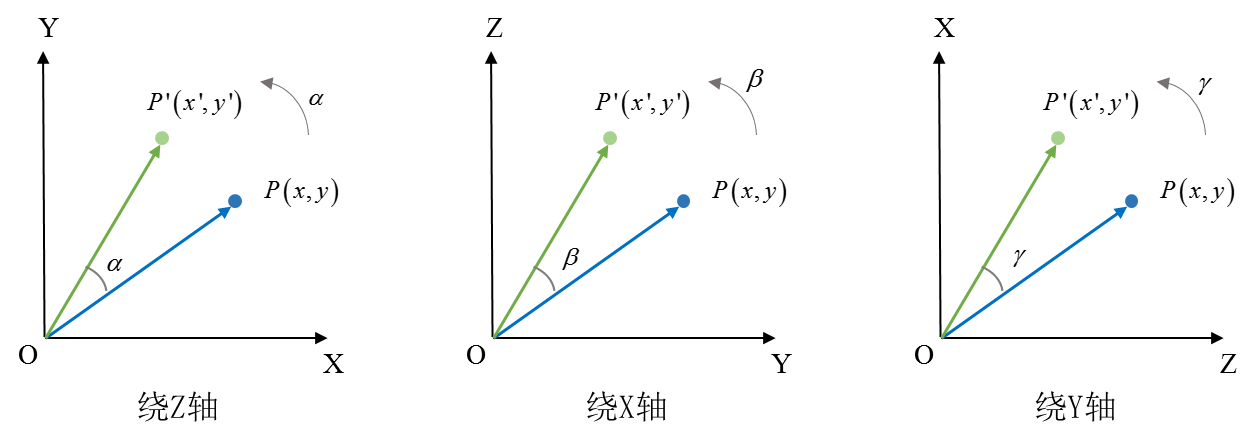 Y
P'(x', y')
α
P(x, y)
α
O
X
绕Z轴
Z
P'(x', y')
β
P(x, y)
β
O
Y
绕X轴
X
P'(x', y')
γ
P(x, y)
γ
O
Z
绕Y轴